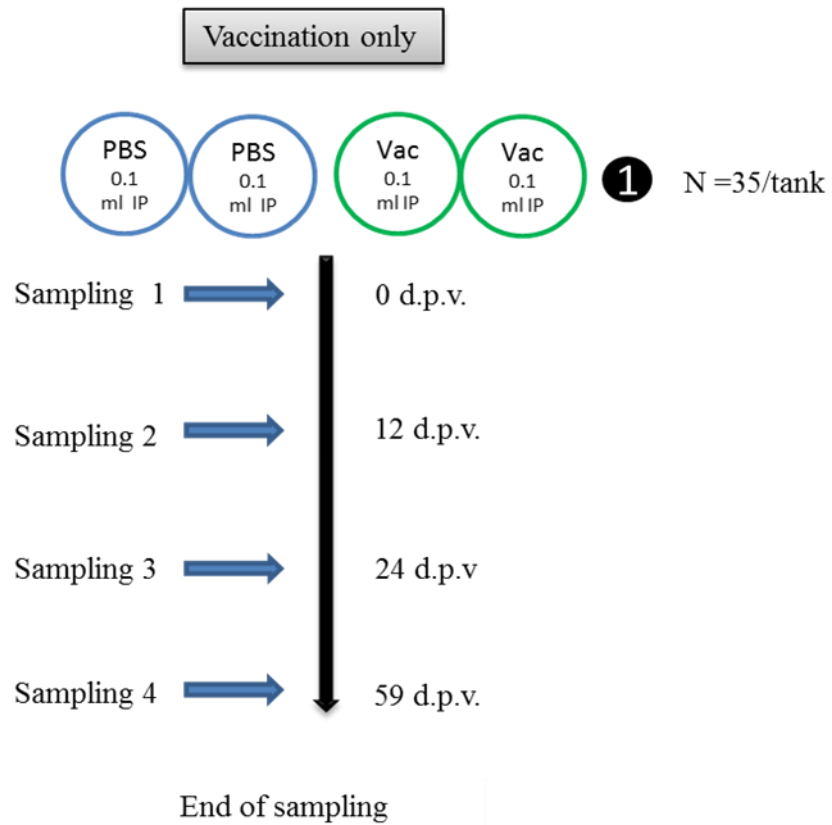 Vaccination only
PBS
0.1
ml IP
PBS
0.1
ml IP
Vac
0.1
ml IP
Vac
0.1
ml IP
1
N =35/tank
Sampling 1
0 d.p.v.
Sampling 2
12 d.p.v.
Sampling 3
24 d.p.v
Sampling 4
59 d.p.v.
End of sampling